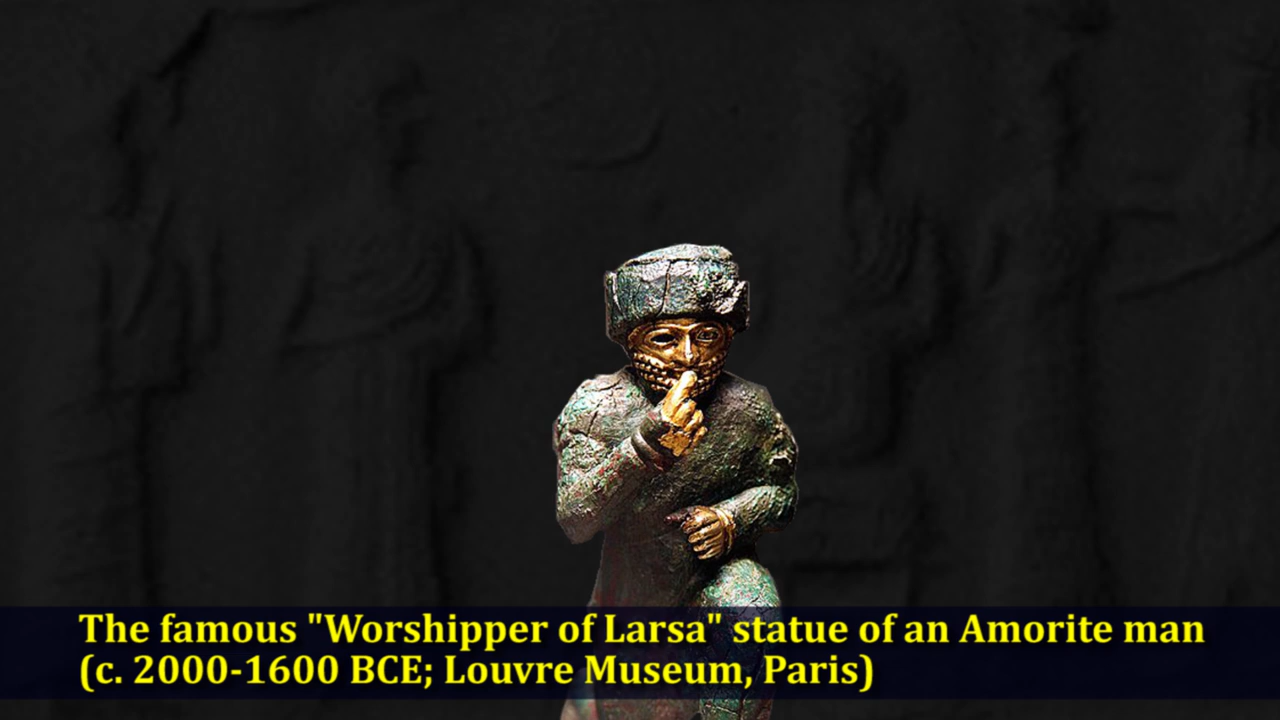 The famous "Worshipper of Larsa" statue of an Amorite man
(c. 2000-1600 BCE; Louvre Museum, Paris)